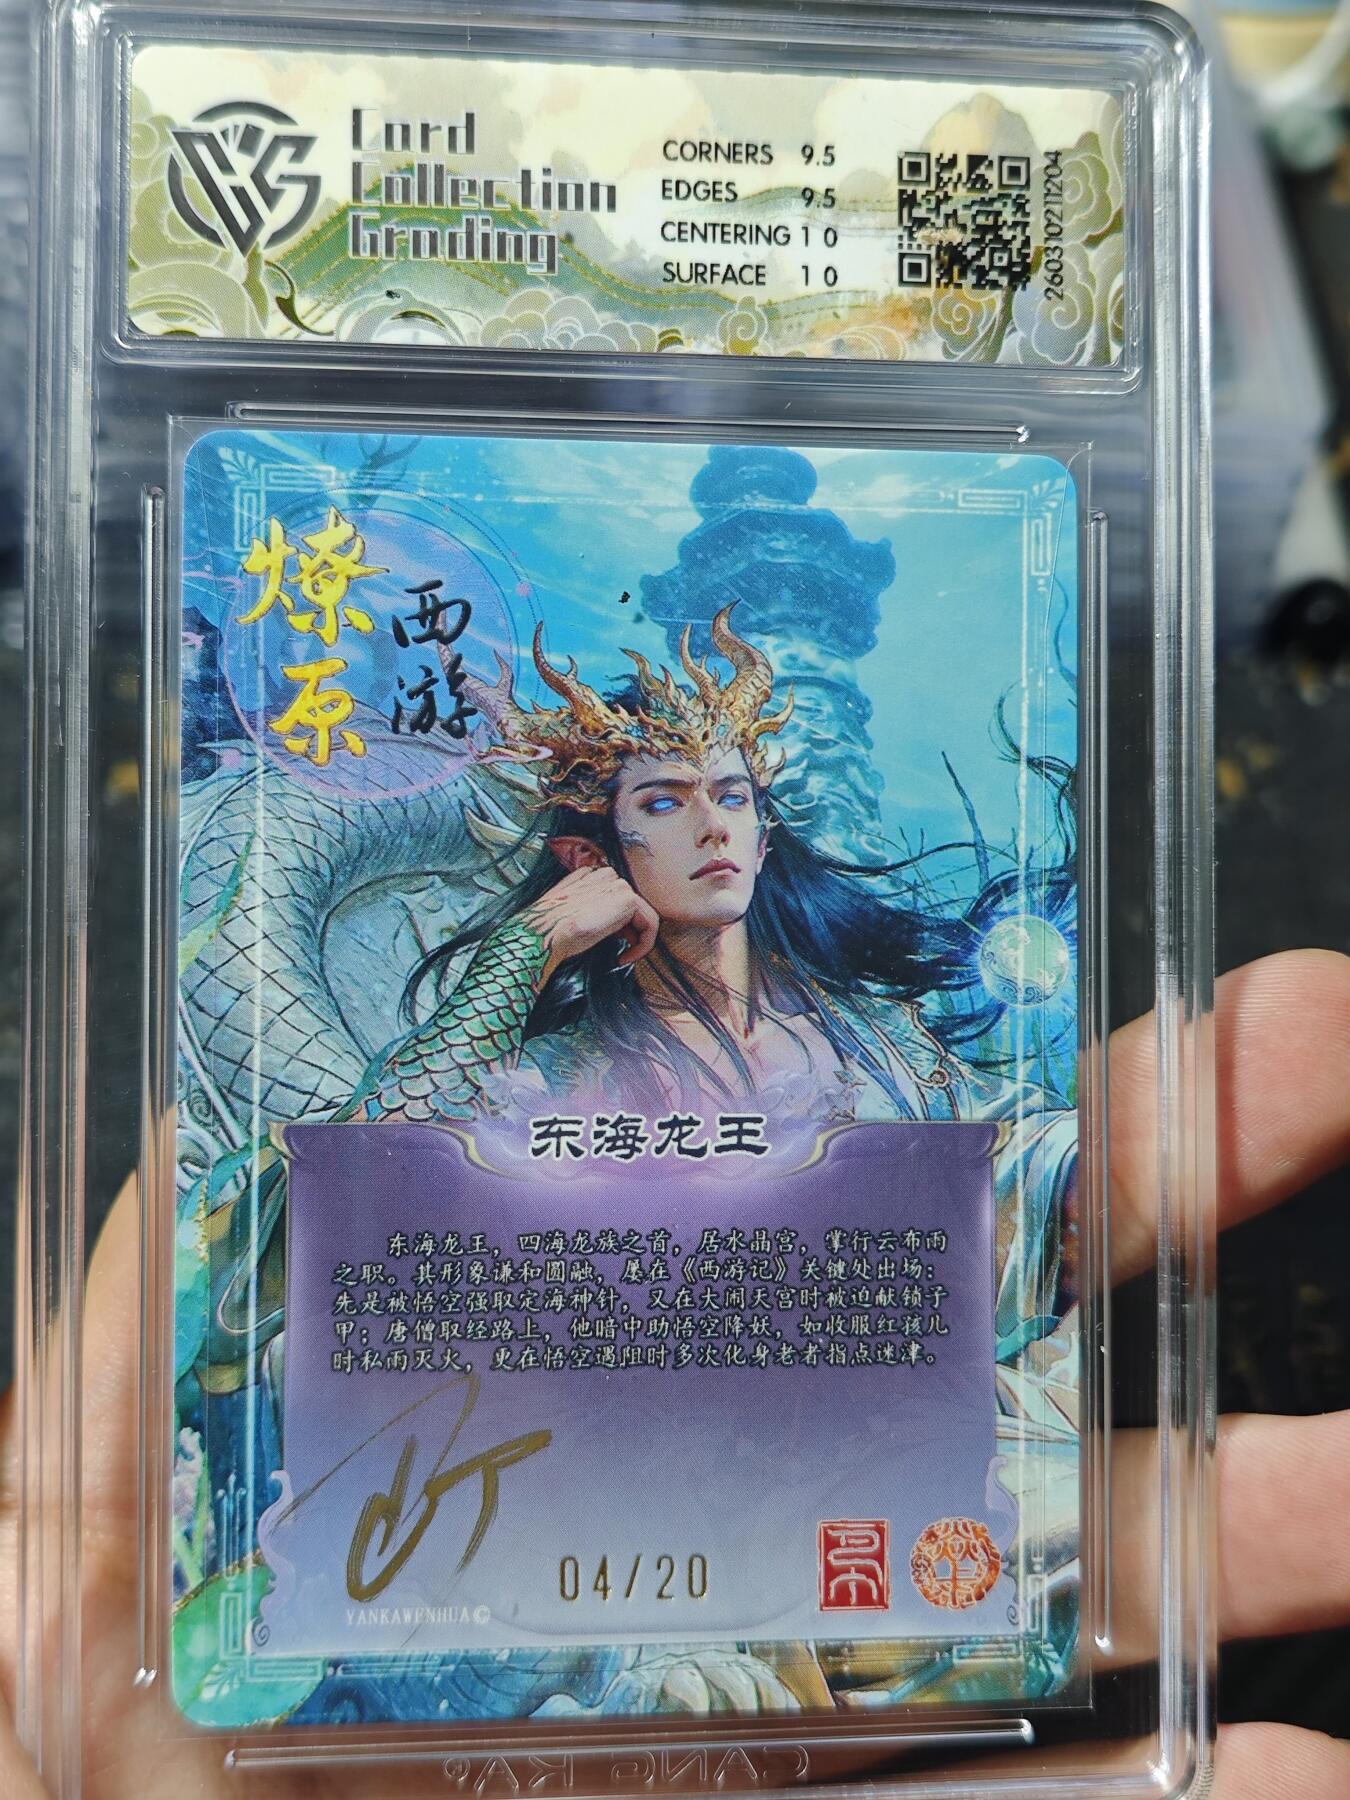 Card
Collection
Grading
CORNERS 9.5
EDGES 9.5
CENTERING 10
SURFACE 10
2603107211204
燎原
西游
东海龙王
东海龙王，四海龙族之首，居水晶宫，掌行云布雨
之职。其形象谦和圆融，屡在《西游记》关键处出场：
先是被悟空强取定海神针，又在大闹天宫时被迫献锁子
甲；唐僧取经路上，他暗中助悟空降妖，如收服红孩儿
时私雨灭火，更在悟空遇阻时多次化身老者指点迷津。
04/20
YANKAWENHUA©